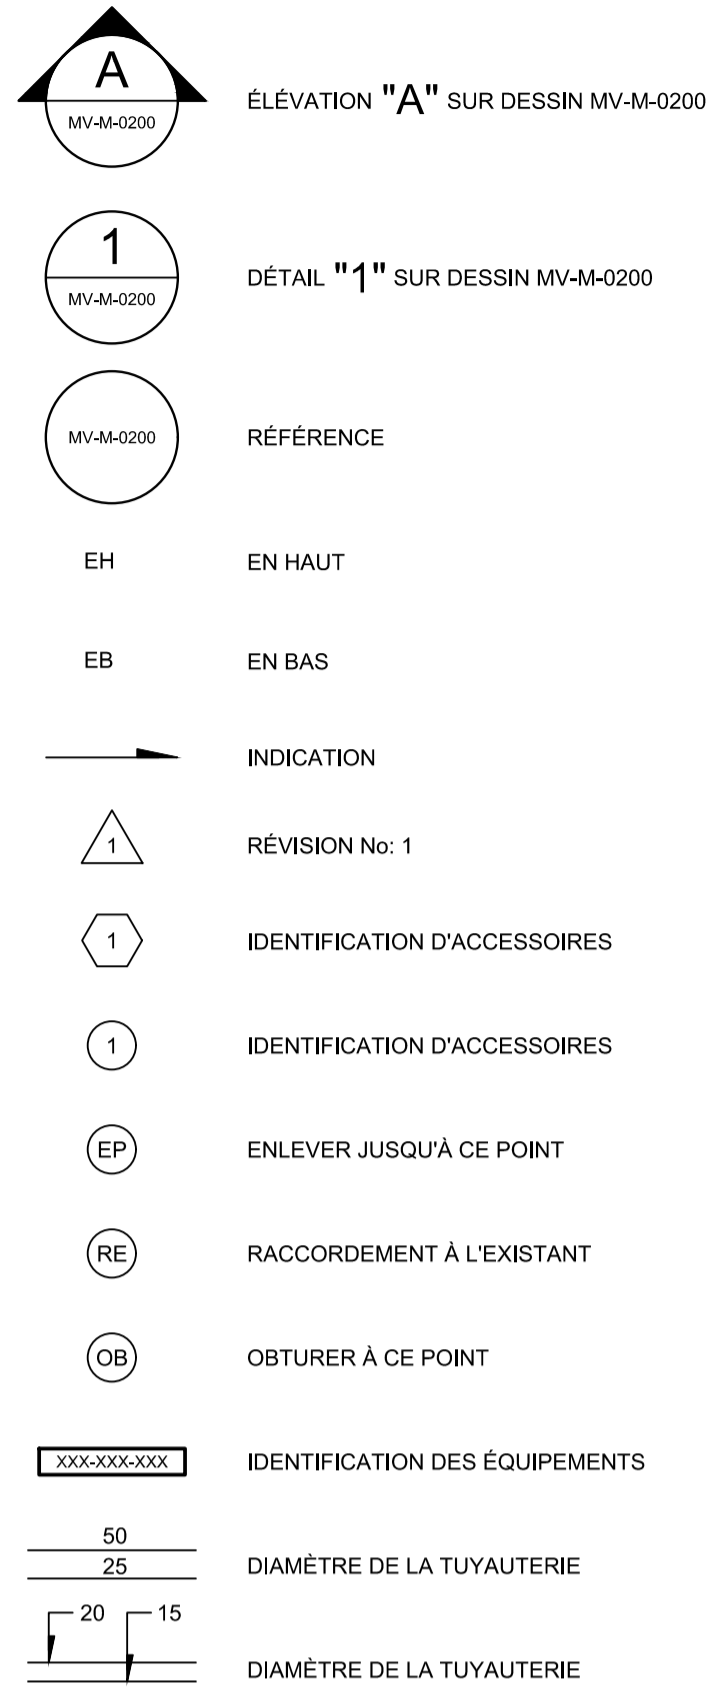 A
MV-M-0200
ÉLÉVATION "A" SUR DESSIN MV-M-0200
1
MV-M-0200
DÉTAIL "1" SUR DESSIN MV-M-0200
MV-M-0200
RÉFÉRENCE
EH EN HAUT
EB EN BAS
INDICATION
1 RÉVISION No: 1
1 IDENTIFICATION D'ACCESSOIRES
1 IDENTIFICATION D'ACCESSOIRES
EP ENLEVER JUSQU'À CE POINT
RE RACCORDEMENT À L'EXISTANT
OB OBTURER À CE POINT
XXX-XXX-XXX IDENTIFICATION DES ÉQUIPEMENTS
50
25
DIAMÈTRE DE LA TUYAUTERIE
20 15
DIAMÈTRE DE LA TUYAUTERIE